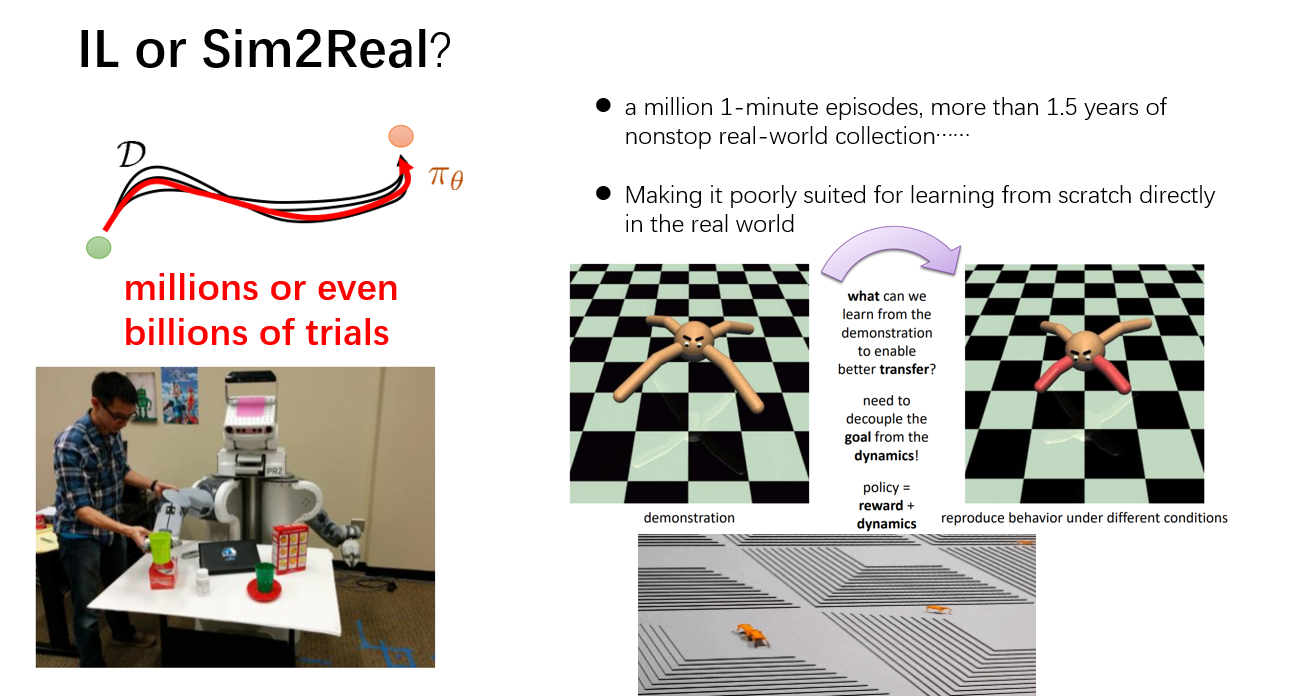 IL or Sim2Real?
𝒟
π_θ
millions or even
billions of trials
PR2
● a million 1-minute episodes, more than 1.5 years of
nonstop real-world collection……
● Making it poorly suited for learning from scratch directly
in the real world
what can we
learn from the
demonstration
to enable
better transfer?
need to
decouple the
goal from the
dynamics!
policy =
reward +
dynamics
demonstration
reproduce behavior under different conditions